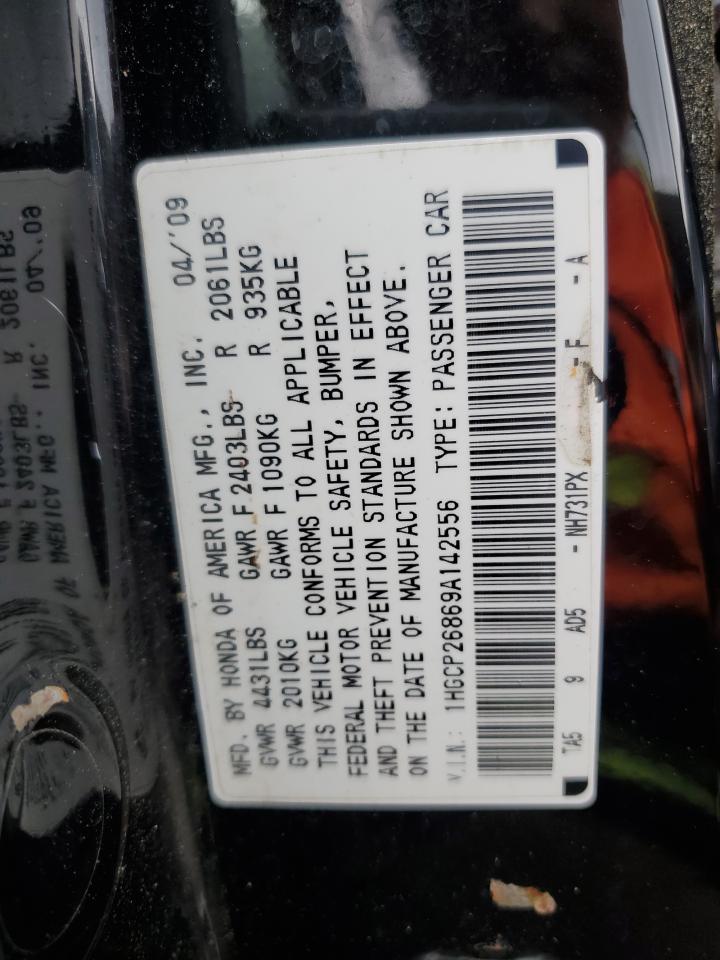 MFD. BY HONDA OF AMERICA MFG., INC. 04/'09
GVWR 4431LBS GAWR F 2403LBS R 2061LBS
GVWR 2010KG GAWR F 1090KG R 935KG
THIS VEHICLE CONFORMS TO ALL APPLICABLE
FEDERAL MOTOR VEHICLE SAFETY, BUMPER,
AND THEFT PREVENTION STANDARDS IN EFFECT
ON THE DATE OF MANUFACTURE SHOWN ABOVE.
V.I.N.: 1HGCP26869A142556 TYPE: PASSENGER CAR
TA5 9 AD5 - NH731PX - F - A